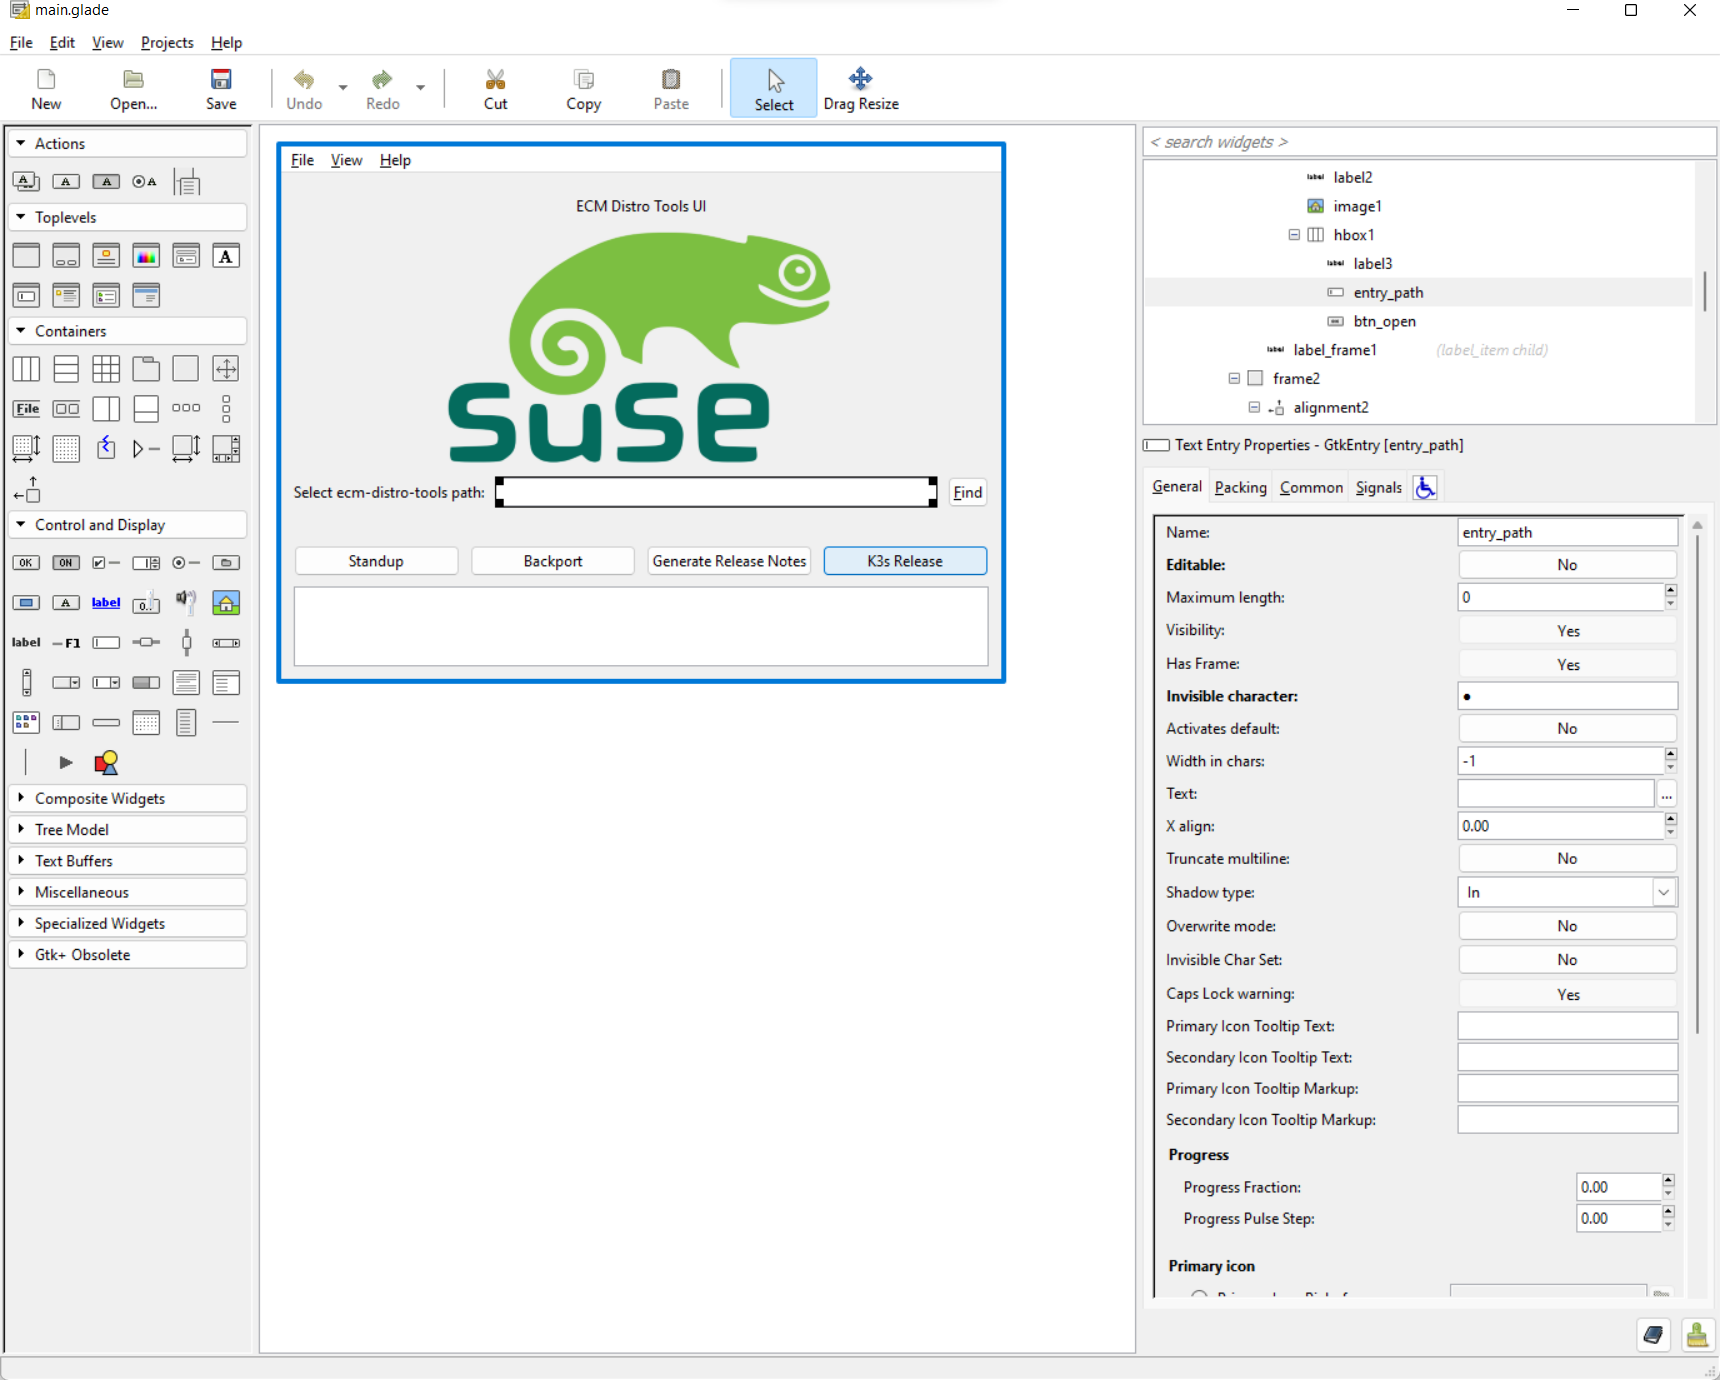 main.glade
File Edit View Projects Help
New Open... Save Undo Redo Cut Copy Paste Select Drag Resize
Actions
Toplevels
Containers
File
Control and Display
OK ON
label
label F1
Composite Widgets
Tree Model
Text Buffers
Miscellaneous
Specialized Widgets
Gtk+ Obsolete
File View Help
ECM Distro Tools UI
SUSE
Select ecm-distro-tools path: Find
Standup Backport Generate Release Notes K3s Release
< search widgets >
label label2
image1
hbox1
label label3
entry_path
btn_open
label label_frame1 (label_item child)
frame2
alignment2
Text Entry Properties - GtkEntry [entry_path]
General Packing Common Signals
Name: entry_path
Editable: No
Maximum length: 0
Visibility: Yes
Has Frame: Yes
Invisible character: ●
Activates default: No
Width in chars: -1
Text: ...
X align: 0.00
Truncate multiline: No
Shadow type: In
Overwrite mode: No
Invisible Char Set: No
Caps Lock warning: Yes
Primary Icon Tooltip Text:
Secondary Icon Tooltip Text:
Primary Icon Tooltip Markup:
Secondary Icon Tooltip Markup:
Progress
Progress Fraction: 0.00
Progress Pulse Step: 0.00
Primary icon